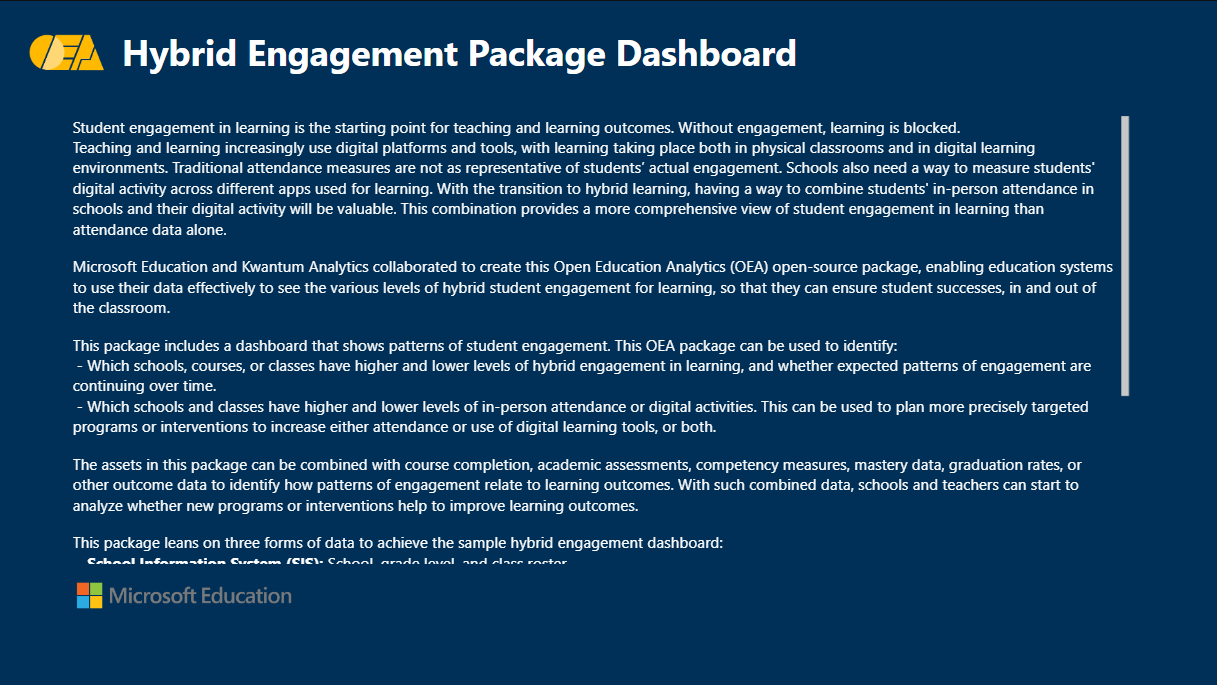 OEA Hybrid Engagement Package Dashboard
Student engagement in learning is the starting point for teaching and learning outcomes. Without engagement, learning is blocked.
Teaching and learning increasingly use digital platforms and tools, with learning taking place both in physical classrooms and in digital learning
environments. Traditional attendance measures are not as representative of students’ actual engagement. Schools also need a way to measure students'
digital activity across different apps used for learning. With the transition to hybrid learning, having a way to combine students' in-person attendance in
schools and their digital activity will be valuable. This combination provides a more comprehensive view of student engagement in learning than
attendance data alone.
Microsoft Education and Kwantum Analytics collaborated to create this Open Education Analytics (OEA) open-source package, enabling education systems
to use their data effectively to see the various levels of hybrid student engagement for learning, so that they can ensure student successes, in and out of
the classroom.
This package includes a dashboard that shows patterns of student engagement. This OEA package can be used to identify:
- Which schools, courses, or classes have higher and lower levels of hybrid engagement in learning, and whether expected patterns of engagement are
continuing over time.
- Which schools and classes have higher and lower levels of in-person attendance or digital activities. This can be used to plan more precisely targeted
programs or interventions to increase either attendance or use of digital learning tools, or both.
The assets in this package can be combined with course completion, academic assessments, competency measures, mastery data, graduation rates, or
other outcome data to identify how patterns of engagement relate to learning outcomes. With such combined data, schools and teachers can start to
analyze whether new programs or interventions help to improve learning outcomes.
This package leans on three forms of data to achieve the sample hybrid engagement dashboard:
School Information System (SIS): School, grade level, and class roster
Microsoft Education